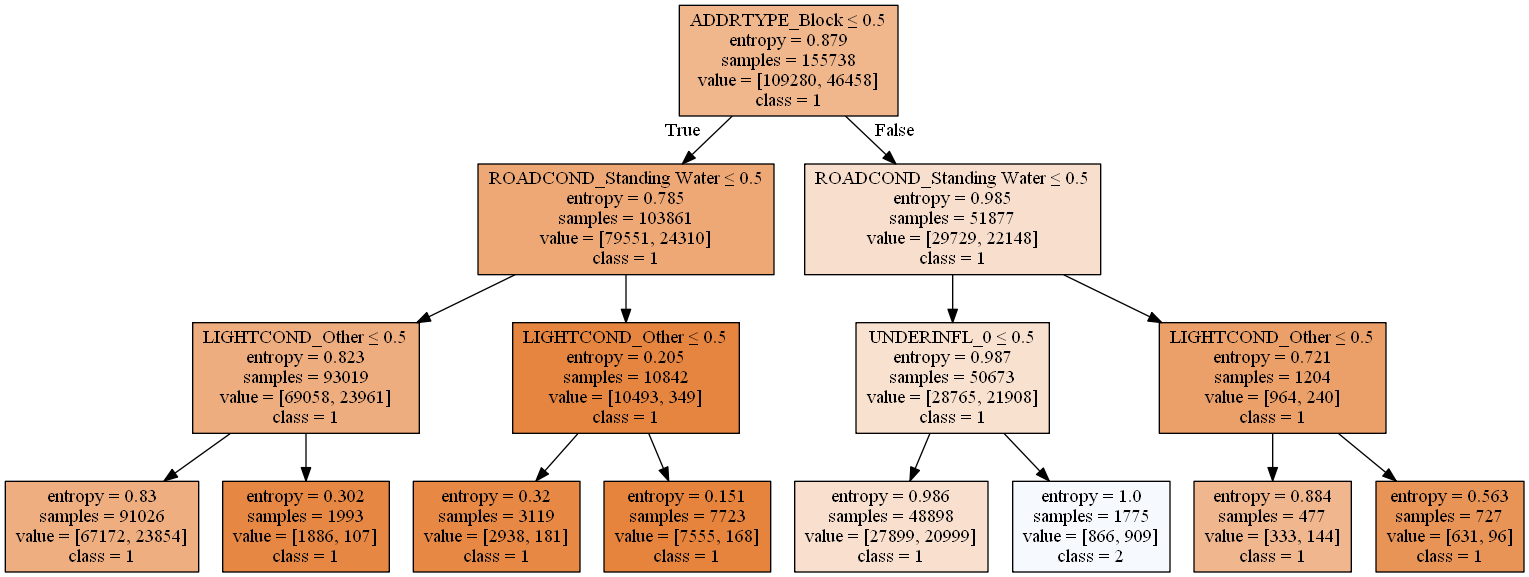 ADDRTYPE_Block ≤ 0.5
entropy = 0.879
samples = 155738
value = [109280, 46458]
class = 1
True
False
ROADCOND_Standing Water ≤ 0.5
entropy = 0.785
samples = 103861
value = [79551, 24310]
class = 1
ROADCOND_Standing Water ≤ 0.5
entropy = 0.985
samples = 51877
value = [29729, 22148]
class = 1
LIGHTCOND_Other ≤ 0.5
entropy = 0.823
samples = 93019
value = [69058, 23961]
class = 1
LIGHTCOND_Other ≤ 0.5
entropy = 0.205
samples = 10842
value = [10493, 349]
class = 1
UNDERINFL_0 ≤ 0.5
entropy = 0.987
samples = 50673
value = [28765, 21908]
class = 1
LIGHTCOND_Other ≤ 0.5
entropy = 0.721
samples = 1204
value = [964, 240]
class = 1
entropy = 0.83
samples = 91026
value = [67172, 23854]
class = 1
entropy = 0.302
samples = 1993
value = [1886, 107]
class = 1
entropy = 0.32
samples = 3119
value = [2938, 181]
class = 1
entropy = 0.151
samples = 7723
value = [7555, 168]
class = 1
entropy = 0.986
samples = 48898
value = [27899, 20999]
class = 1
entropy = 1.0
samples = 1775
value = [866, 909]
class = 2
entropy = 0.884
samples = 477
value = [333, 144]
class = 1
entropy = 0.563
samples = 727
value = [631, 96]
class = 1